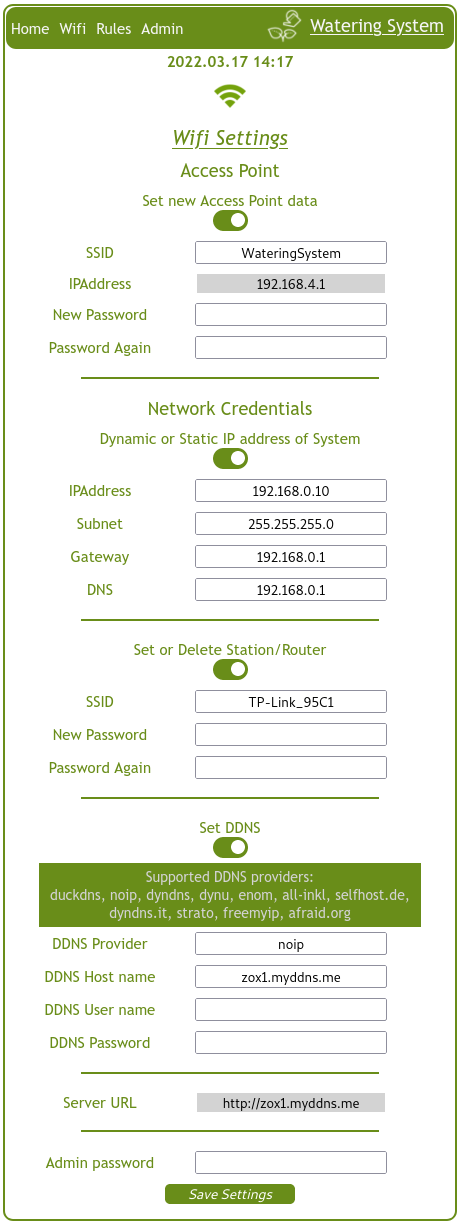 Home Wifi Rules Admin Watering System
2022.03.17 14:17
Wifi Settings
Access Point
Set new Access Point data
SSID WateringSystem
IPAddress 192.168.4.1
New Password
Password Again
Network Credentials
Dynamic or Static IP address of System
IPAddress 192.168.0.10
Subnet 255.255.255.0
Gateway 192.168.0.1
DNS 192.168.0.1
Set or Delete Station/Router
SSID TP-Link_95C1
New Password
Password Again
Set DDNS
Supported DDNS providers:
duckdns, noip, dyndns, dynu, enom, all-inkl, selfhost.de,
dyndns.it, strato, freemyip, afraid.org
DDNS Provider noip
DDNS Host name zox1.myddns.me
DDNS User name
DDNS Password
Server URL http://zox1.myddns.me
Admin password
Save Settings